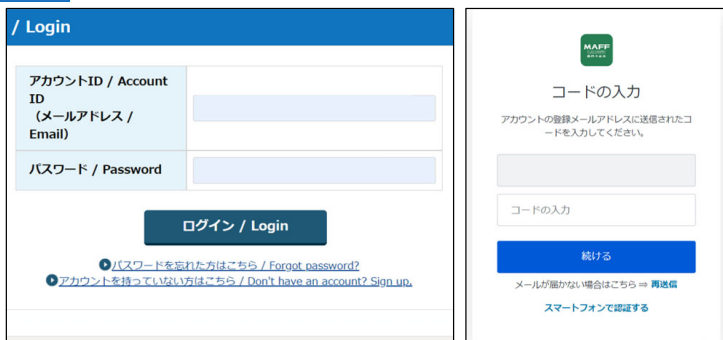 / Login
アカウントID / Account
ID
（メールアドレス /
Email）
パスワード / Password
ログイン / Login
パスワードを忘れた方はこちら / Forgot password?
アカウントを持っていない方はこちら / Don't have an account? Sign up.
MAFF
コードの入力
アカウントの登録メールアドレスに送信されたコ
ードを入力してください。
コードの入力
続ける
メールが届かない場合はこちら ⇒ 再送信
スマートフォンで認証する